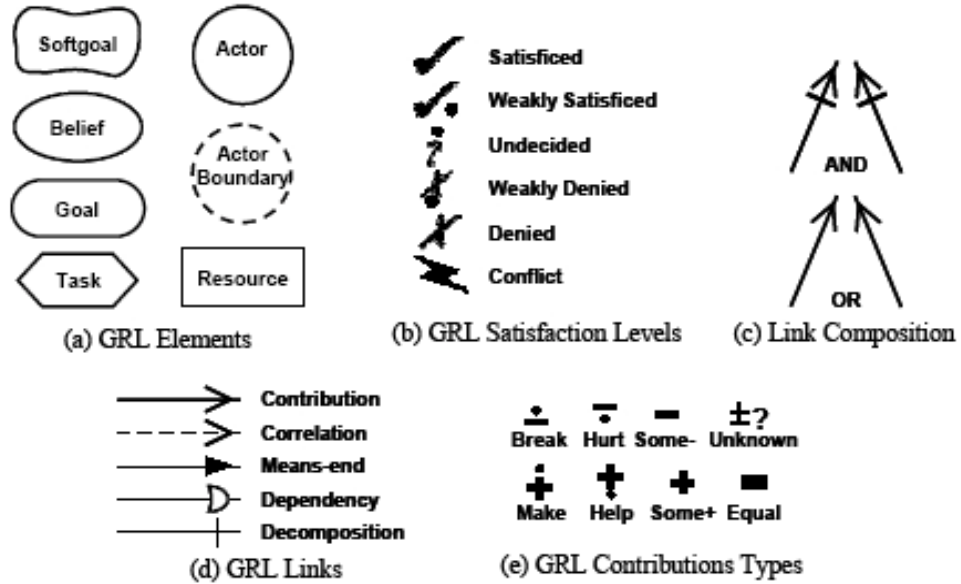 Softgoal
Actor
Belief
Actor
Boundary
Goal
Task
Resource
(a) GRL Elements
Satisficed
Weakly Satisficed
Undecided
Weakly Denied
Denied
Conflict
(b) GRL Satisfaction Levels
AND
OR
(c) Link Composition
Contribution
Correlation
Means-end
Dependency
Decomposition
(d) GRL Links
Break Hurt Some- Unknown
Make Help Some+ Equal
(e) GRL Contributions Types